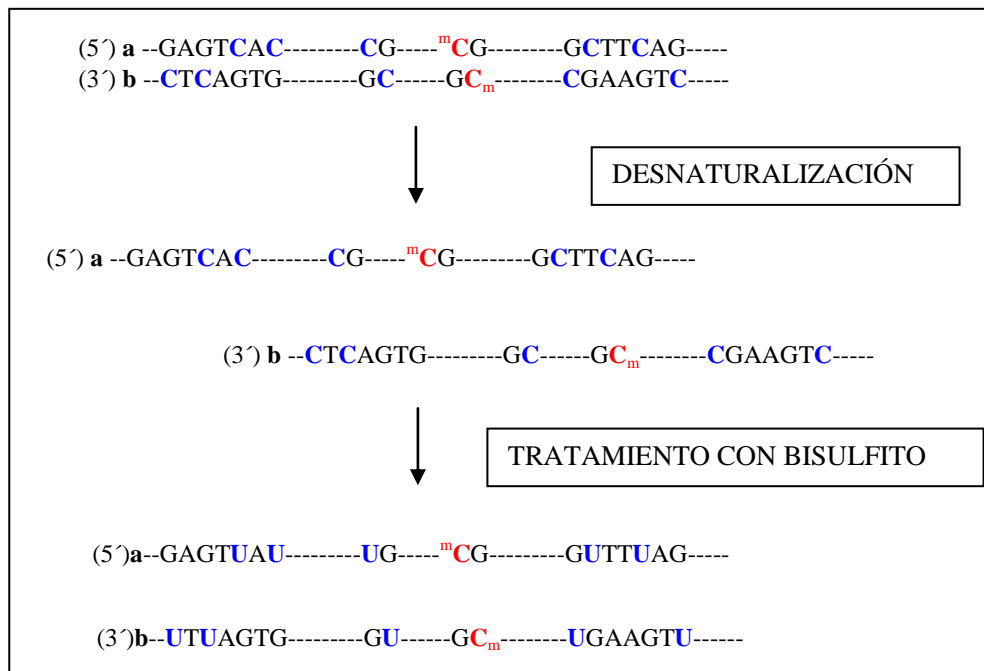 (5´) a --GAGTCAC---------CG-----ᵐCG---------GCTTCAG-----
(3´) b --CTCAGTG---------GC------GCₘ--------CGAAGTC-----
DESNATURALIZACIÓN
(5´) a --GAGTCAC---------CG-----ᵐCG---------GCTTCAG-----
(3´) b --CTCAGTG---------GC------GCₘ--------CGAAGTC-----
TRATAMIENTO CON BISULFITO
(5´)a--GAGTUAU---------UG-----ᵐCG---------GUTTUAG-----
(3´)b--UTUAGTG---------GU------GCₘ--------UGAAGTU-----